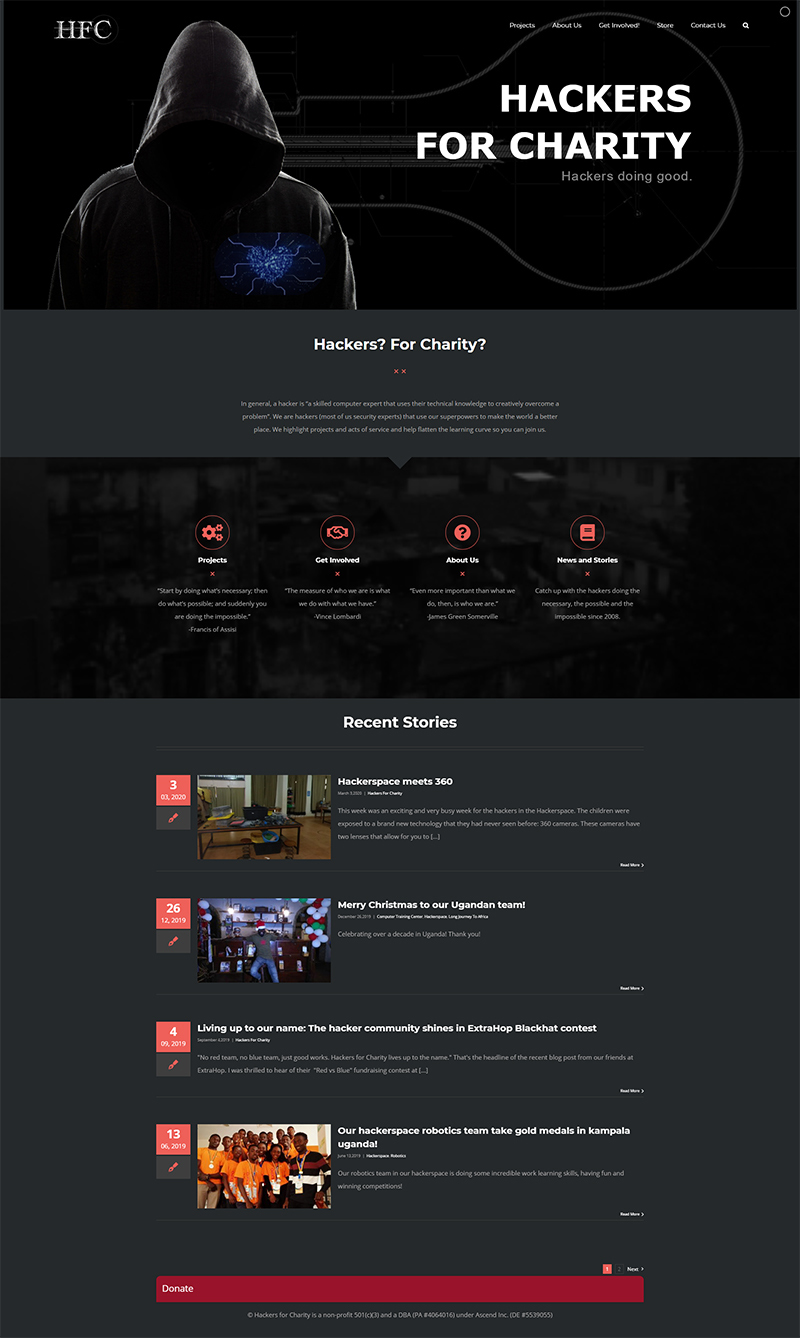 HFC
Projects About Us Get Involved! Store Contact Us
HACKERS
FOR CHARITY
Hackers doing good.
Hackers? For Charity?
In general, a hacker is “a skilled computer expert that uses their technical knowledge to creatively overcome a
problem”. We are hackers (most of us security experts) that use our superpowers to make the world a better
place. We highlight projects and acts of service and help flatten the learning curve so you can join us.
Projects
“Start by doing what’s necessary; then
do what’s possible; and suddenly you
are doing the impossible.”
-Francis of Assisi
Get Involved
“The measure of who we are is what
we do with what we have.”
-Vince Lombardi
About Us
“Even more important than what we
do, then, is who we are.”
-James Green Somerville
News and Stories
Catch up with the hackers doing the
necessary, the possible and the
impossible since 2008.
Recent Stories
3
03, 2020
Hackerspace meets 360
March 3, 2020 | Hackers For Charity
This week was an exciting and very busy week for the hackers in the Hackerspace. The children were
exposed to a brand new technology that they had never seen before: 360 cameras. These cameras have
two lenses that allow for you to [...]
Read More
26
12, 2019
Merry Christmas to our Ugandan team!
December 26, 2019 | Computer Training Center, Hackerspace, Long Journey To Africa
Celebrating over a decade in Uganda! Thank you!
Read More
4
09, 2019
Living up to our name: The hacker community shines in ExtraHop Blackhat contest
September 4, 2019 | Hackers For Charity
"No red team, no blue team, just good works. Hackers for Charity lives up to the name." That's the headline of the recent blog post from our friends at
ExtraHop. I was thrilled to hear of their "Red vs Blue" fundraising contest at [...]
Read More
13
06, 2019
Our hackerspace robotics team take gold medals in kampala
uganda!
June 13, 2019 | Hackerspace, Robotics
Our robotics team in our hackerspace is doing some incredible work learning skills, having fun and
winning competitions!
Read More
1 2 Next
Donate
© Hackers for Charity is a non-profit 501(c)(3) and a DBA (PA #4064016) under Ascend Inc. (DE #5539055)